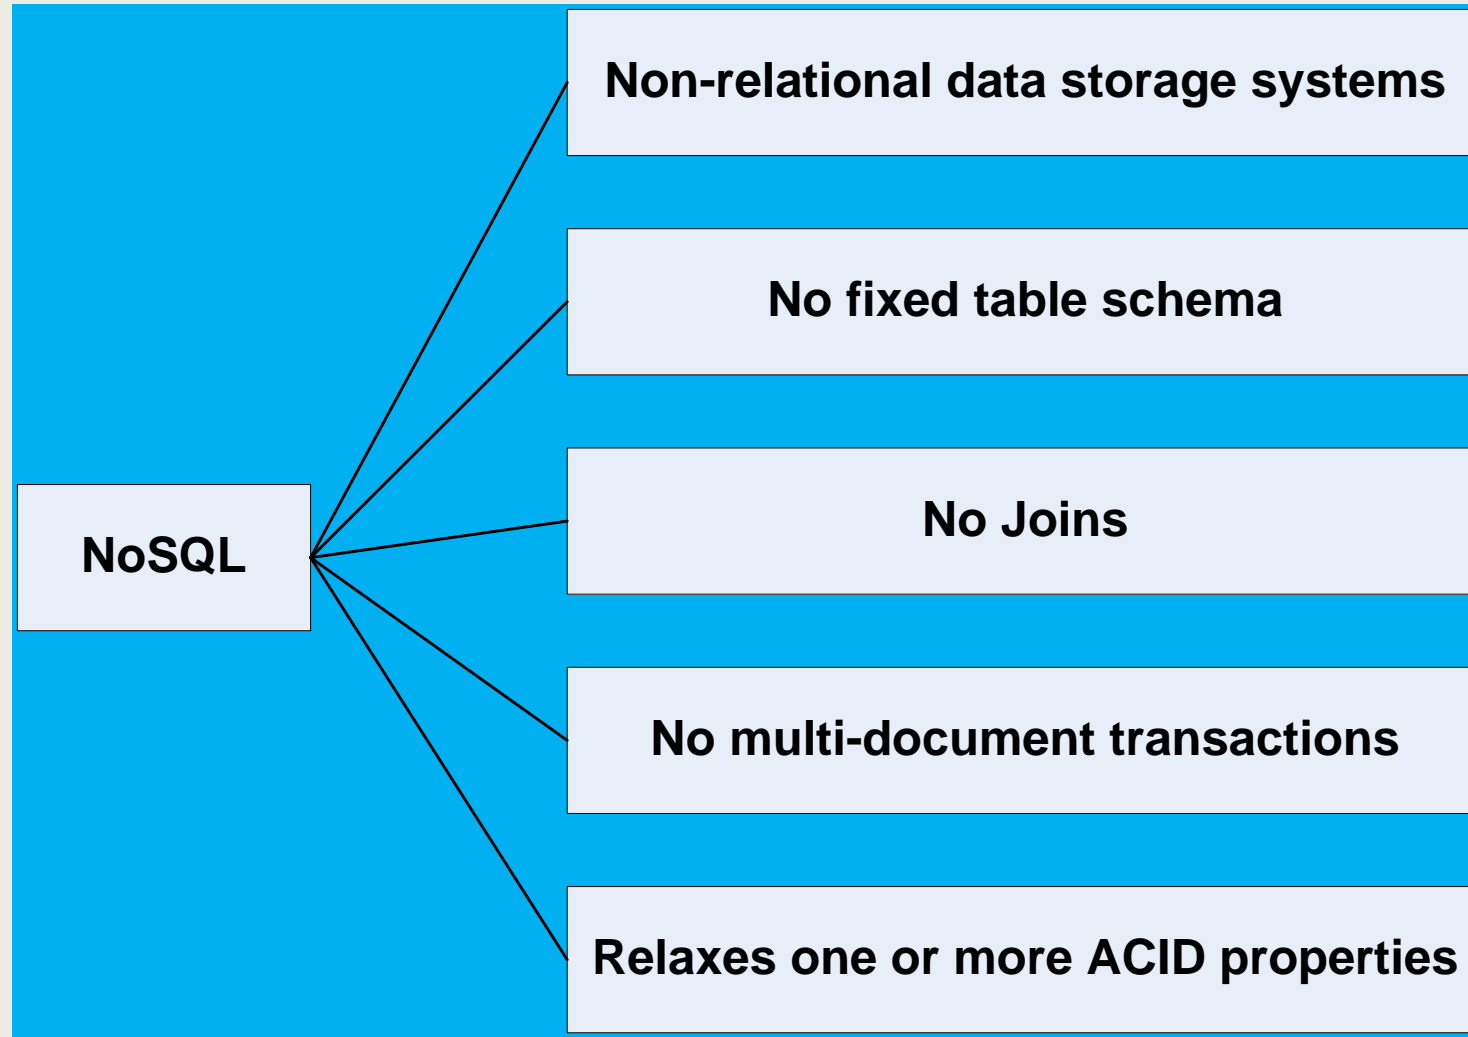 Non-relational data storage systems
No fixed table schema
No Joins
NoSQL
No multi-document transactions
Relaxes one or more ACID properties